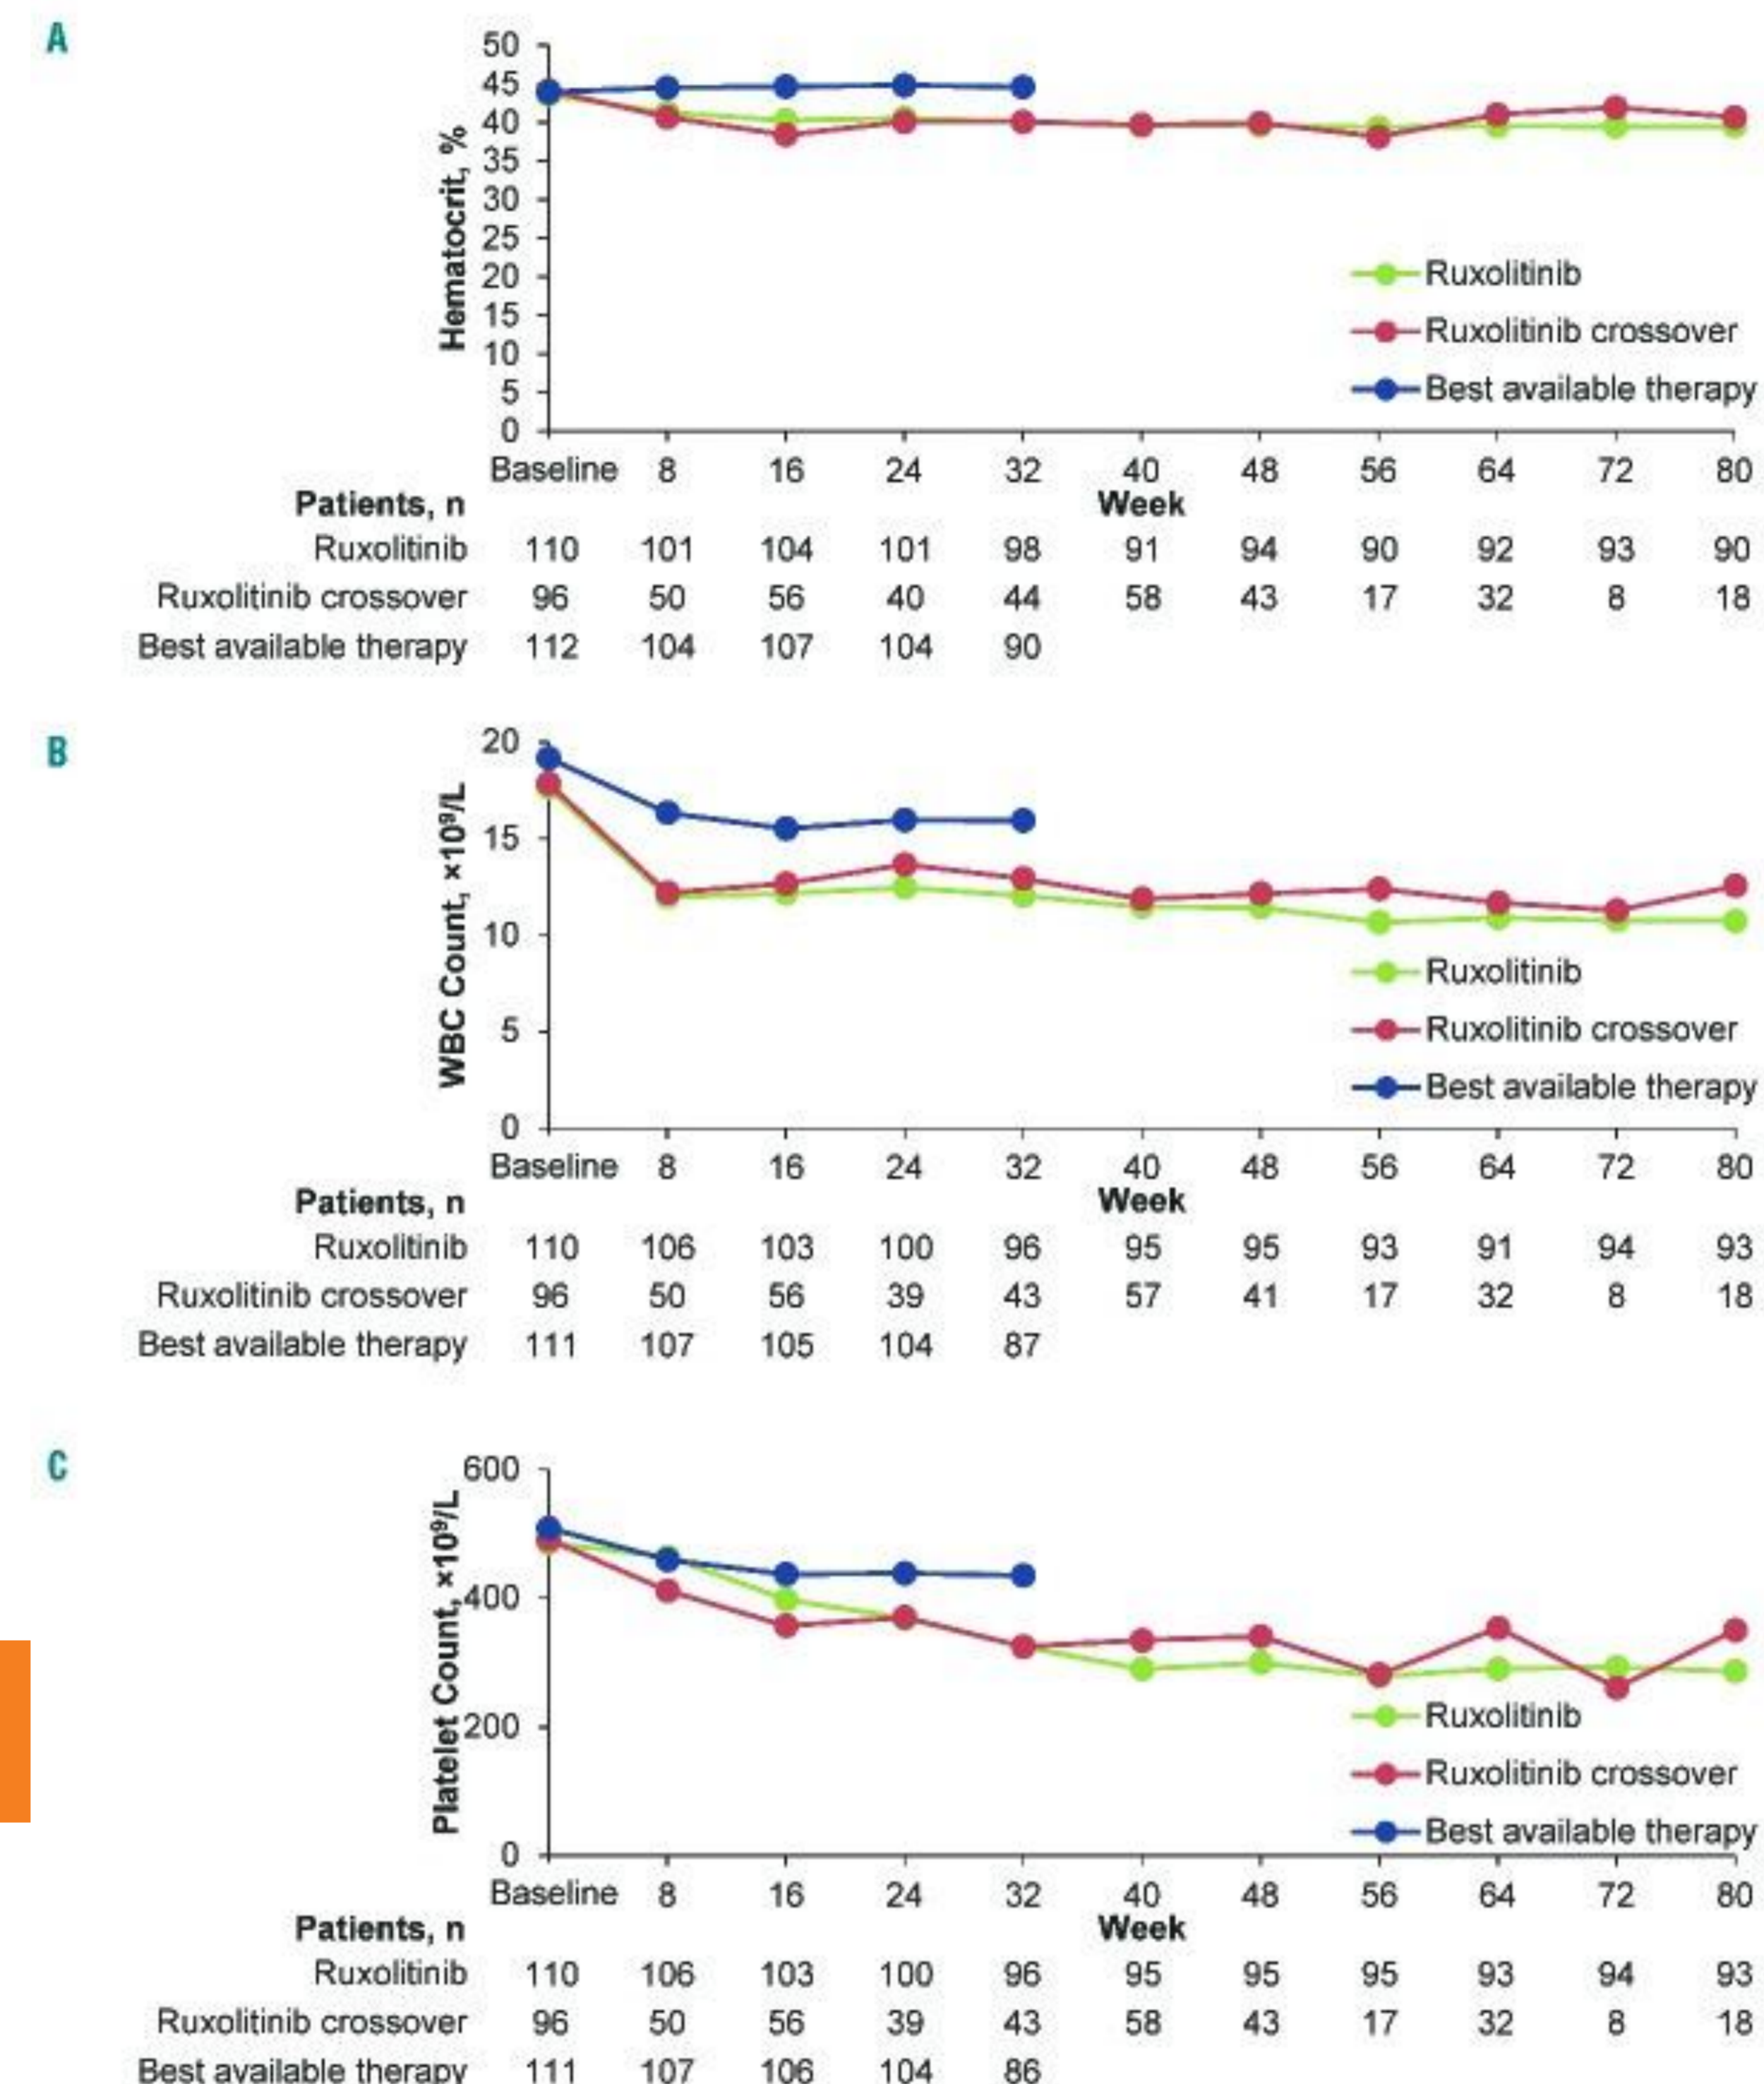 A
Hematocrit, %
50
45
40
35
30
25
20
15
10
5
0
Ruxolitinib
Ruxolitinib crossover
Best available therapy
Baseline 8 16 24 32 40 48 56 64 72 80
Patients, n Week
Ruxolitinib 110 101 104 101 98 91 94 90 92 93 90
Ruxolitinib crossover 96 50 56 40 44 58 43 17 32 8 18
Best available therapy 112 104 107 104 90
B
WBC Count, ×10⁹/L
20
15
10
5
0
Ruxolitinib
Ruxolitinib crossover
Best available therapy
Baseline 8 16 24 32 40 48 56 64 72 80
Patients, n Week
Ruxolitinib 110 106 103 100 96 95 95 93 91 94 93
Ruxolitinib crossover 96 50 56 39 43 57 41 17 32 8 18
Best available therapy 111 107 105 104 87
C
Platelet Count, ×10⁹/L
600
400
200
0
Ruxolitinib
Ruxolitinib crossover
Best available therapy
Baseline 8 16 24 32 40 48 56 64 72 80
Patients, n Week
Ruxolitinib 110 106 103 100 96 95 95 95 93 94 93
Ruxolitinib crossover 96 50 56 39 43 58 43 17 32 8 18
Best available therapy 111 107 106 104 86